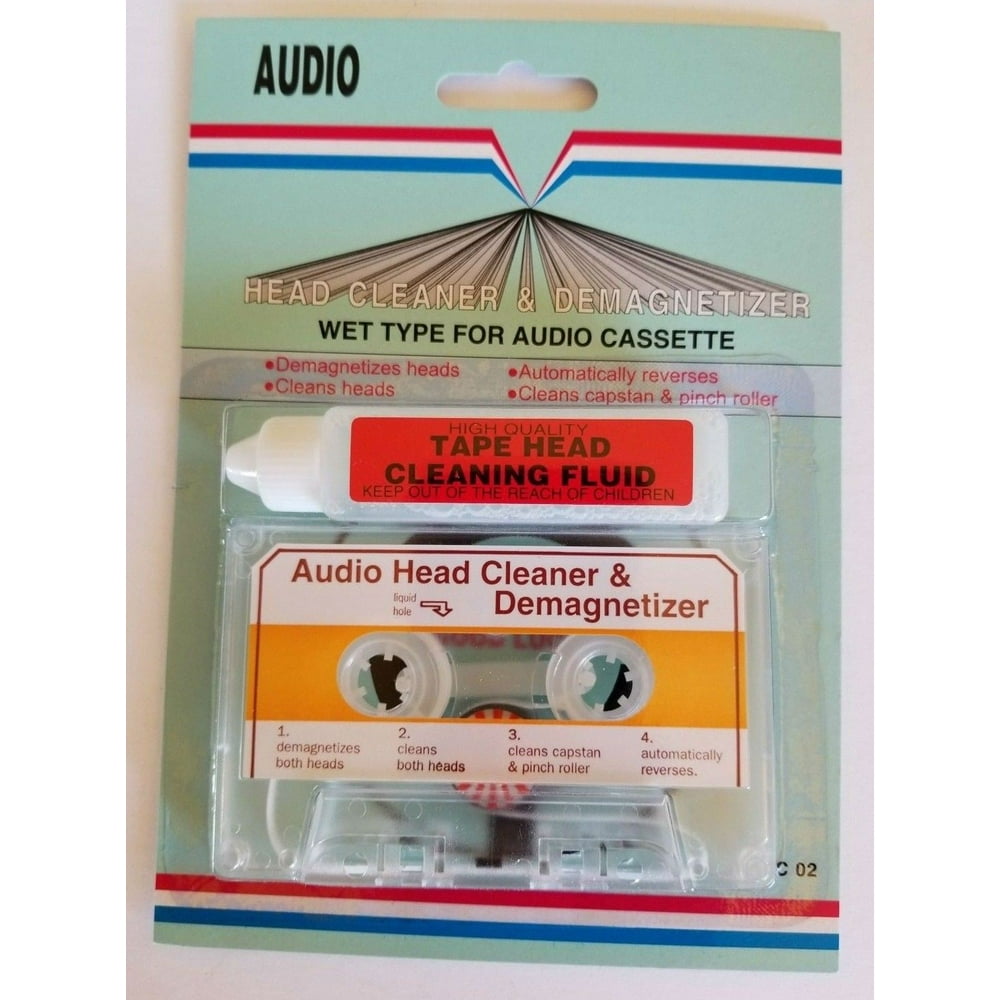 AUDIO
HEAD CLEANER & DEMAGNETIZER
WET TYPE FOR AUDIO CASSETTE
•Demagnetizes heads
•Cleans heads
•Automatically reverses
•Cleans capstan & pinch roller
HIGH QUALITY
TAPE HEAD
CLEANING FLUID
KEEP OUT OF THE REACH OF CHILDREN
Audio Head Cleaner &
Demagnetizer
liquid
hole
1.
demagnetizes
both heads
2.
cleans
both heads
3.
cleans capstan
& pinch roller
4.
automatically
reverses.
C 02